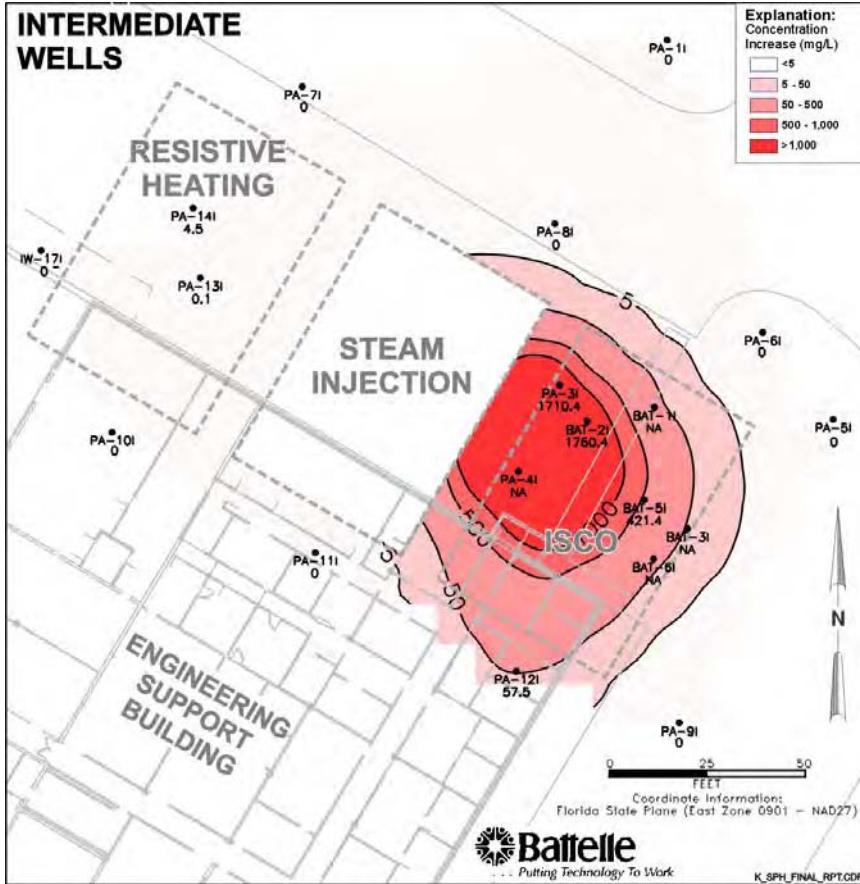 INTERMEDIATE
WELLS
Explanation:
Concentration
Increase (mg/L)
<5
5 - 50
50 - 500
500 - 1,000
>1,000
PA-1I
0
PA-7I
0
RESISTIVE
HEATING
PA-14I
4.5
PA-8I
0
IW-17I
0
PA-13I
0.1
5
PA-6I
0
STEAM
INJECTION
PA-3I
1710.4
BAT-1I
NA
BAT-2I
1760.4
PA-5I
0
PA-10I
0
PA-4I
NA
BAT-5I
421.4
500
ISCO
BAT-3I
NA
PA-11I
0
5
BAT-6I
NA
50
N
ENGINEERING
SUPPORT
BUILDING
PA-12I
57.5
PA-9I
0
0 25 50
FEET
Coordinate Information:
Florida State Plane (East Zone 0901 - NAD27)
Battelle
. . . Putting Technology To Work
K_SPH_FINAL_RPT.CDR